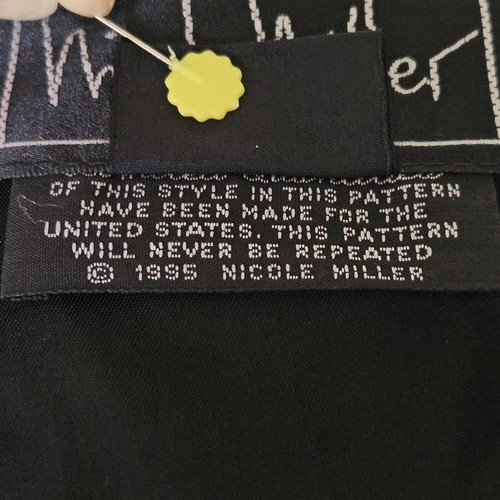 OF THIS STYLE IN THIS PATTERN
HAVE BEEN MADE FOR THE
UNITED STATES. THIS PATTERN
WILL NEVER BE REPEATED
© 1995 NICOLE MILLER